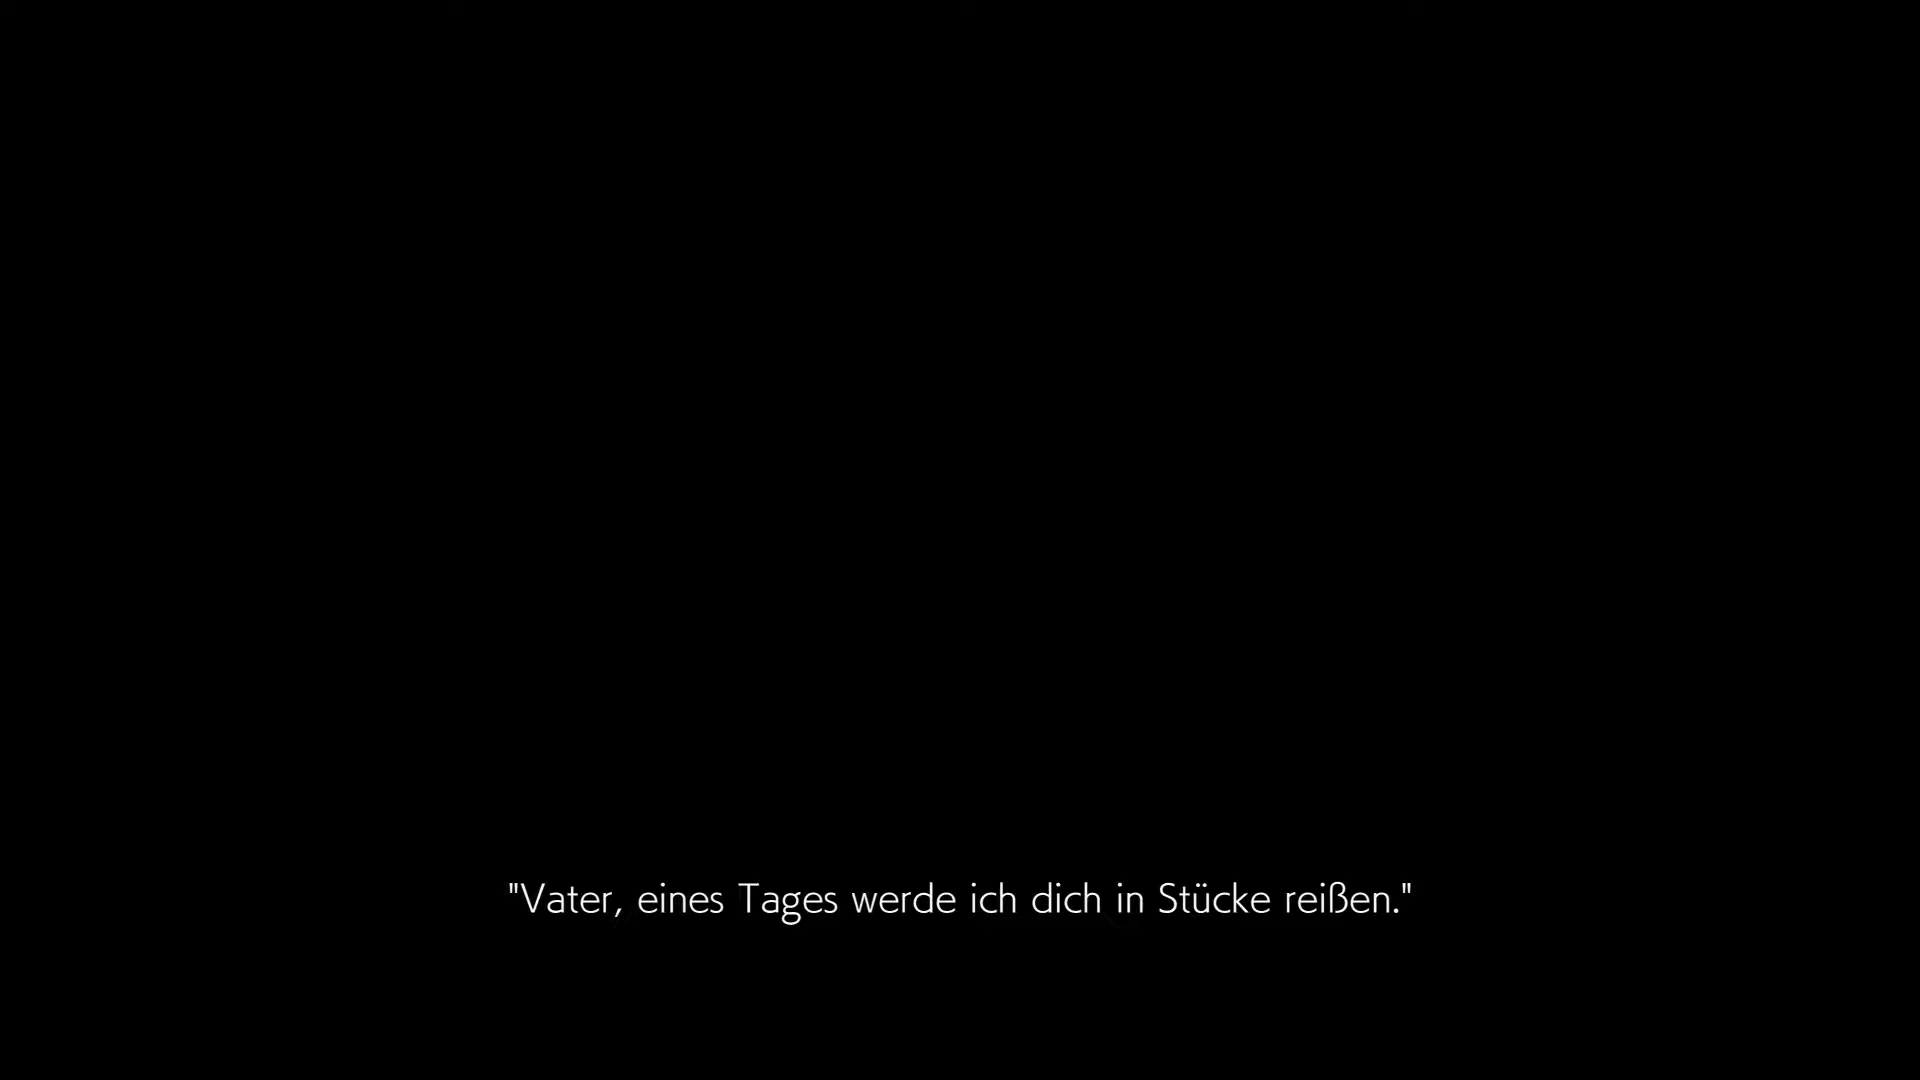 "Vater, eines Tages werde ich dich in Stücke reißen."